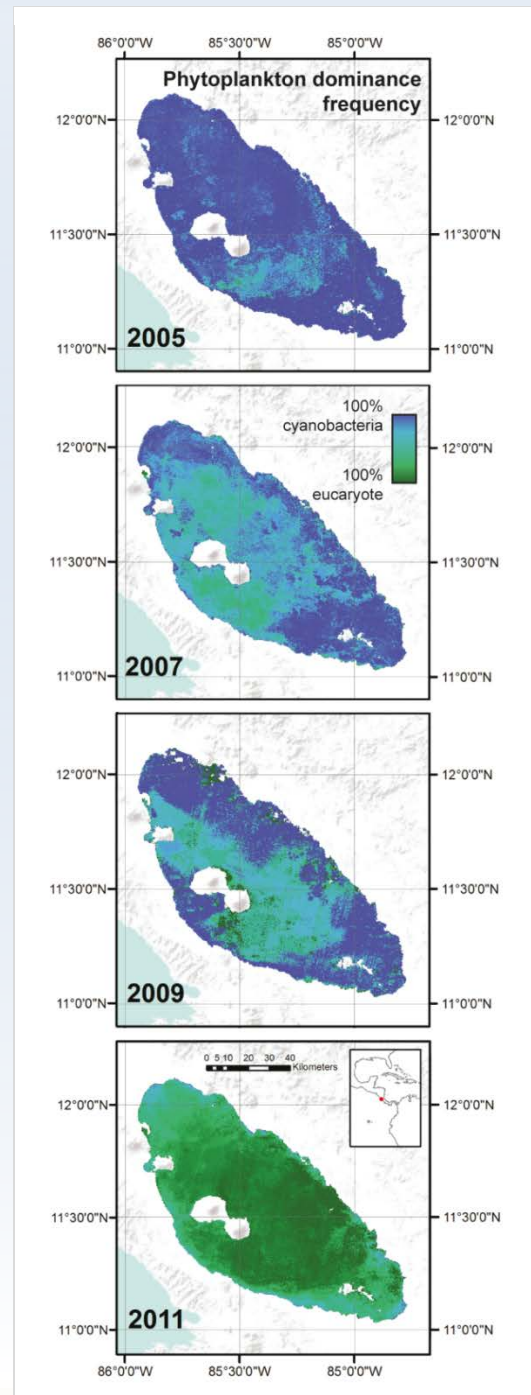 86°0'0"W 85°30'0"W 85°0'0"W
Phytoplankton dominance
frequency
12°0'0"N 12°0'0"N
11°30'0"N 11°30'0"N
11°0'0"N 11°0'0"N
2005
100%
cyanobacteria
100%
eucaryote
12°0'0"N 12°0'0"N
11°30'0"N 11°30'0"N
11°0'0"N 11°0'0"N
2007
12°0'0"N 12°0'0"N
11°30'0"N 11°30'0"N
11°0'0"N 11°0'0"N
2009
0 5 10 20 30 40
Kilometers
12°0'0"N 12°0'0"N
11°30'0"N 11°30'0"N
11°0'0"N 11°0'0"N
2011
86°0'0"W 85°30'0"W 85°0'0"W